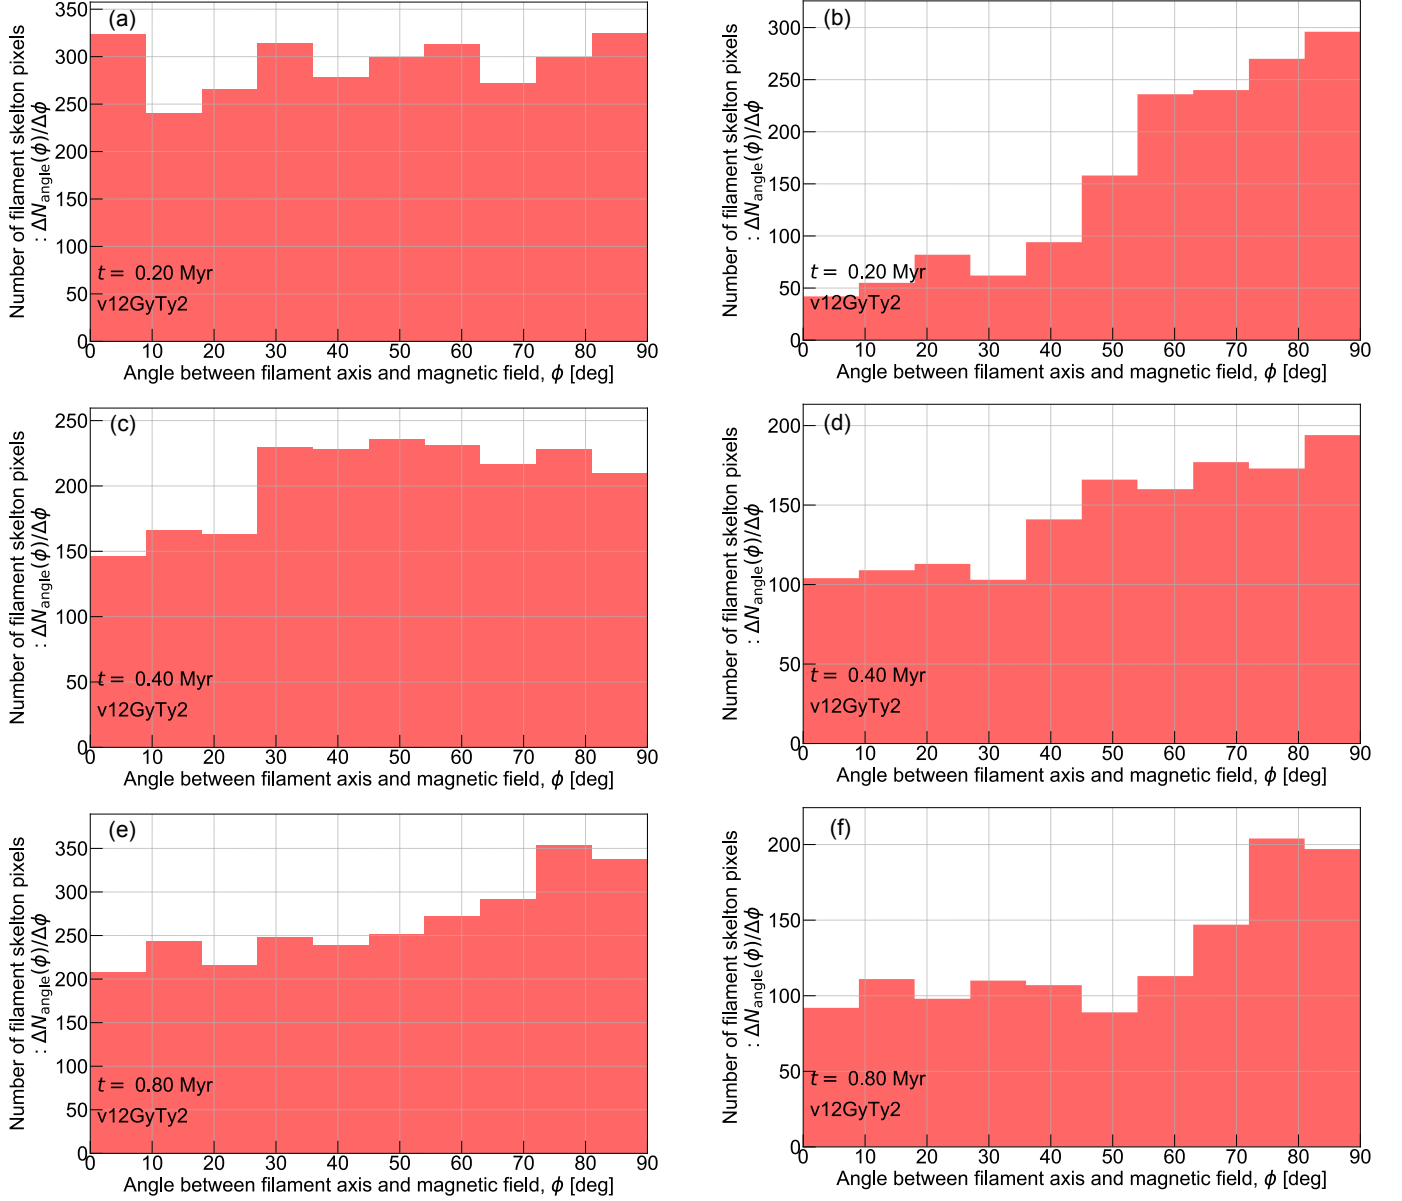 (a)
Number of filament skelton pixels
: ΔN_angle(ϕ)/Δϕ
350
300
250
200
150
100
50
0
t = 0.20 Myr
v12GyTy2
0 10 20 30 40 50 60 70 80 90
Angle between filament axis and magnetic field, ϕ [deg]
(b)
Number of filament skelton pixels
: ΔN_angle(ϕ)/Δϕ
300
250
200
150
100
50
0
t = 0.20 Myr
v12GyTy2
0 10 20 30 40 50 60 70 80 90
Angle between filament axis and magnetic field, ϕ [deg]
(c)
Number of filament skelton pixels
: ΔN_angle(ϕ)/Δϕ
250
200
150
100
50
0
t = 0.40 Myr
v12GyTy2
0 10 20 30 40 50 60 70 80 90
Angle between filament axis and magnetic field, ϕ [deg]
(d)
Number of filament skelton pixels
: ΔN_angle(ϕ)/Δϕ
200
150
100
50
0
t = 0.40 Myr
v12GyTy2
0 10 20 30 40 50 60 70 80 90
Angle between filament axis and magnetic field, ϕ [deg]
(e)
Number of filament skelton pixels
: ΔN_angle(ϕ)/Δϕ
350
300
250
200
150
100
50
0
t = 0.80 Myr
v12GyTy2
0 10 20 30 40 50 60 70 80 90
Angle between filament axis and magnetic field, ϕ [deg]
(f)
Number of filament skelton pixels
: ΔN_angle(ϕ)/Δϕ
200
150
100
50
0
t = 0.80 Myr
v12GyTy2
0 10 20 30 40 50 60 70 80 90
Angle between filament axis and magnetic field, ϕ [deg]